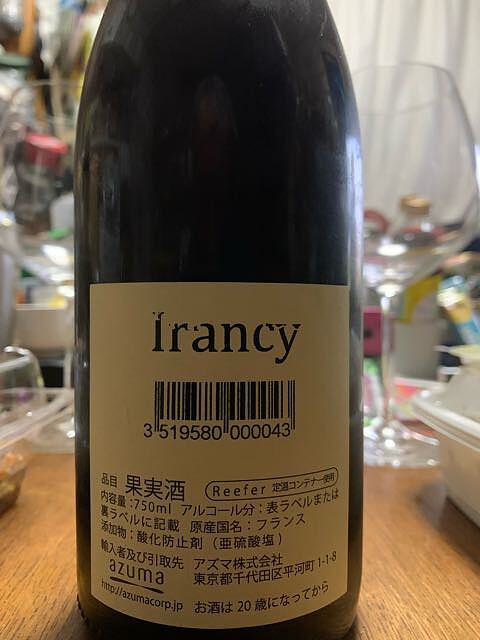 Irancy
3 519580 000043
品目 果実酒 Reefer 定温コンテナー使用
内容量:750ml アルコール分:表ラベルまたは
裏ラベルに記載 原産国名:フランス
添加物:酸化防止剤(亜硫酸塩)
輸入者及び引取先 アズマ株式会社
azuma 東京都千代田区平河町1-1-8
http://azumacorp.jp お酒は20歳になってから